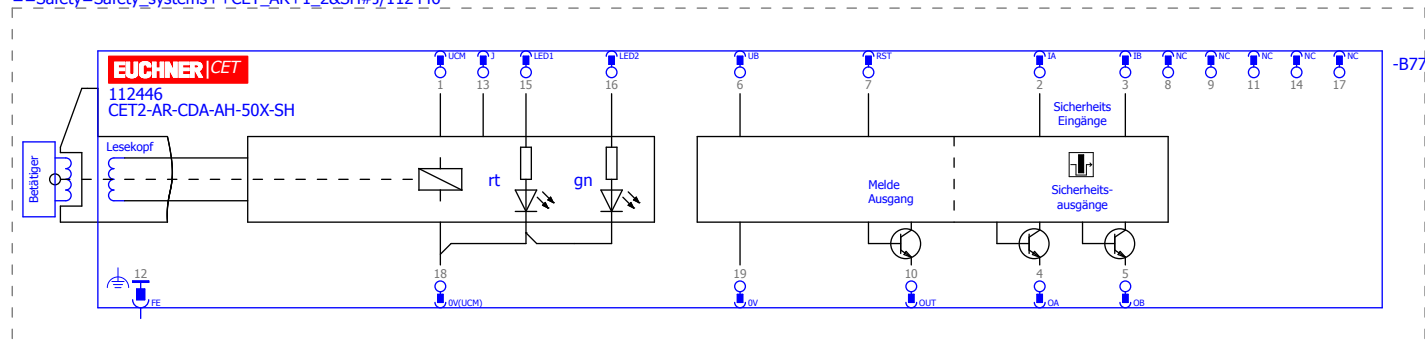 ==Safety=Safety_systems++CET_AR+1_2&SH#J/112446
EUCHNER|CET
112446
CET2-AR-CDA-AH-50X-SH
-B77
UCM
J
LED1
LED2
UB
RST
IA
IB
NC
NC
NC
NC
NC
1
13
15
16
6
7
2
3
8
9
11
14
17
Sicherheits
Eingänge
Lesekopf
Betätiger
rt
gn
Melde
Ausgang
Sicherheits-
ausgänge
12
18
19
10
4
5
FE
0V(UCM)
0V
OUT
OA
OB